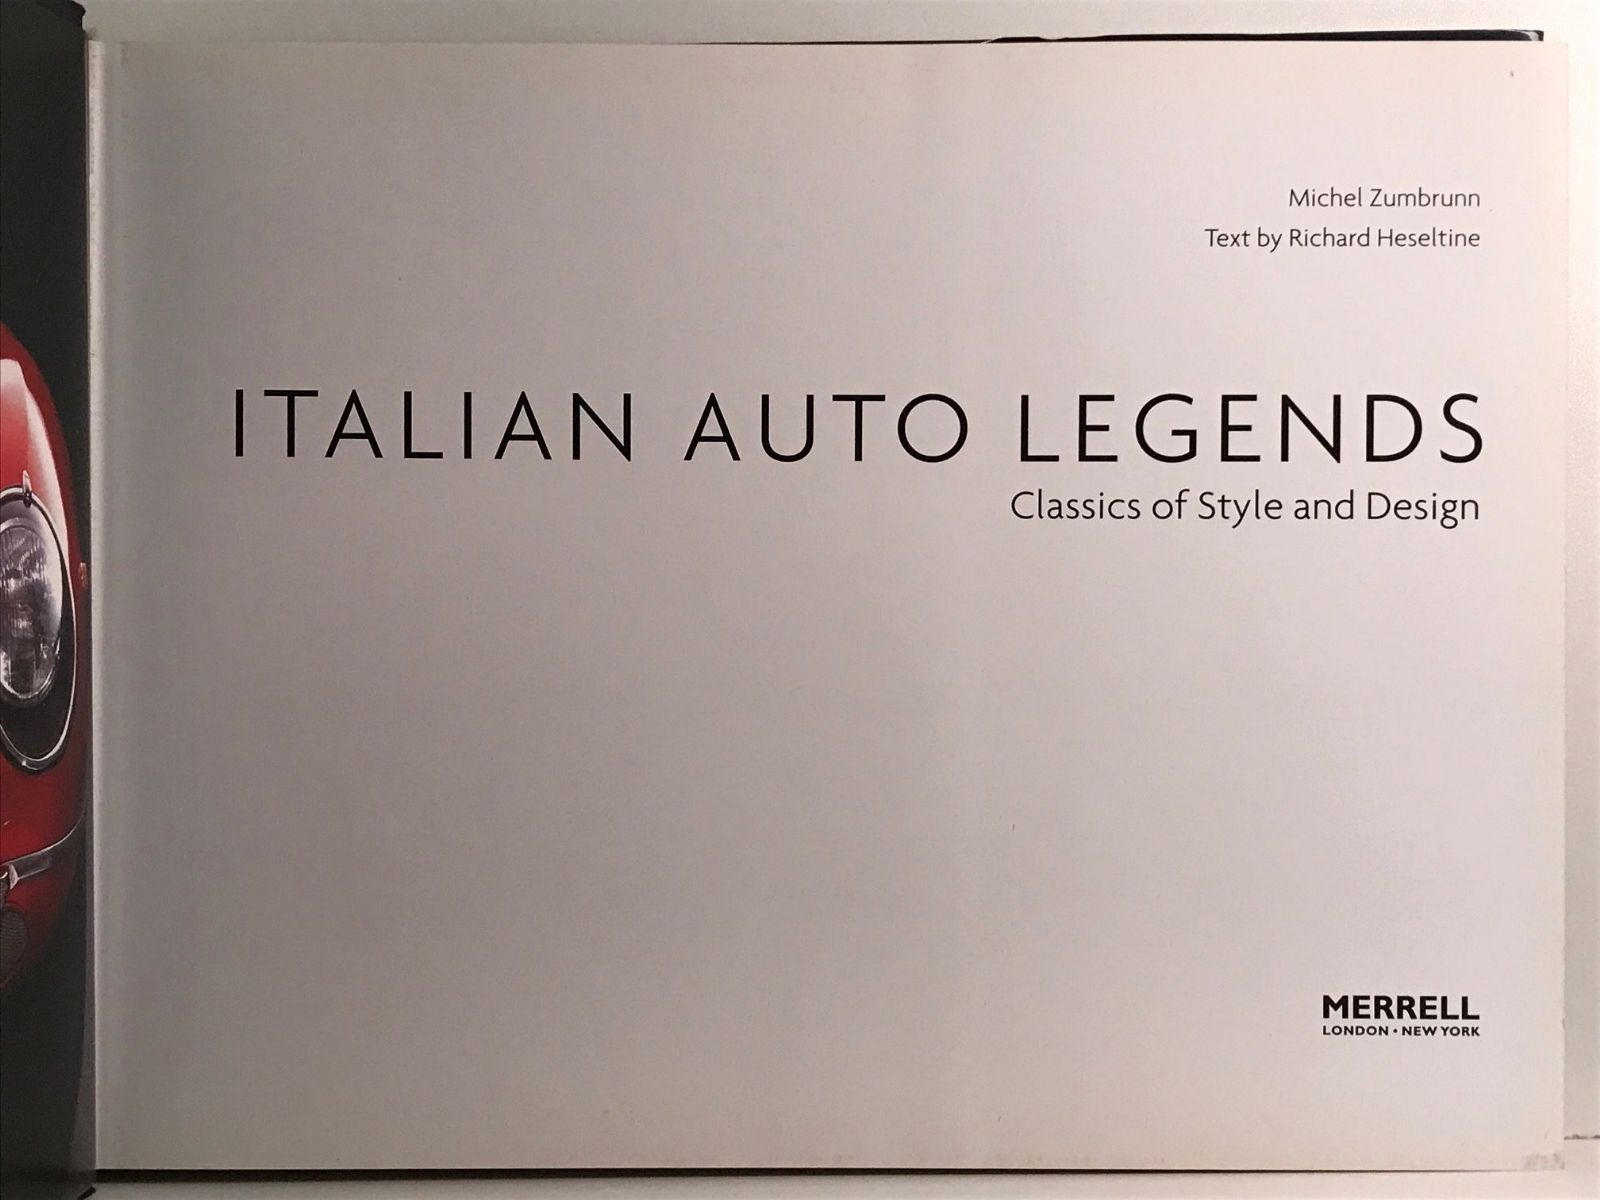 Michel Zumbrunn
Text by Richard Heseltine
ITALIAN AUTO LEGENDS
Classics of Style and Design
MERRELL
LONDON • NEW YORK